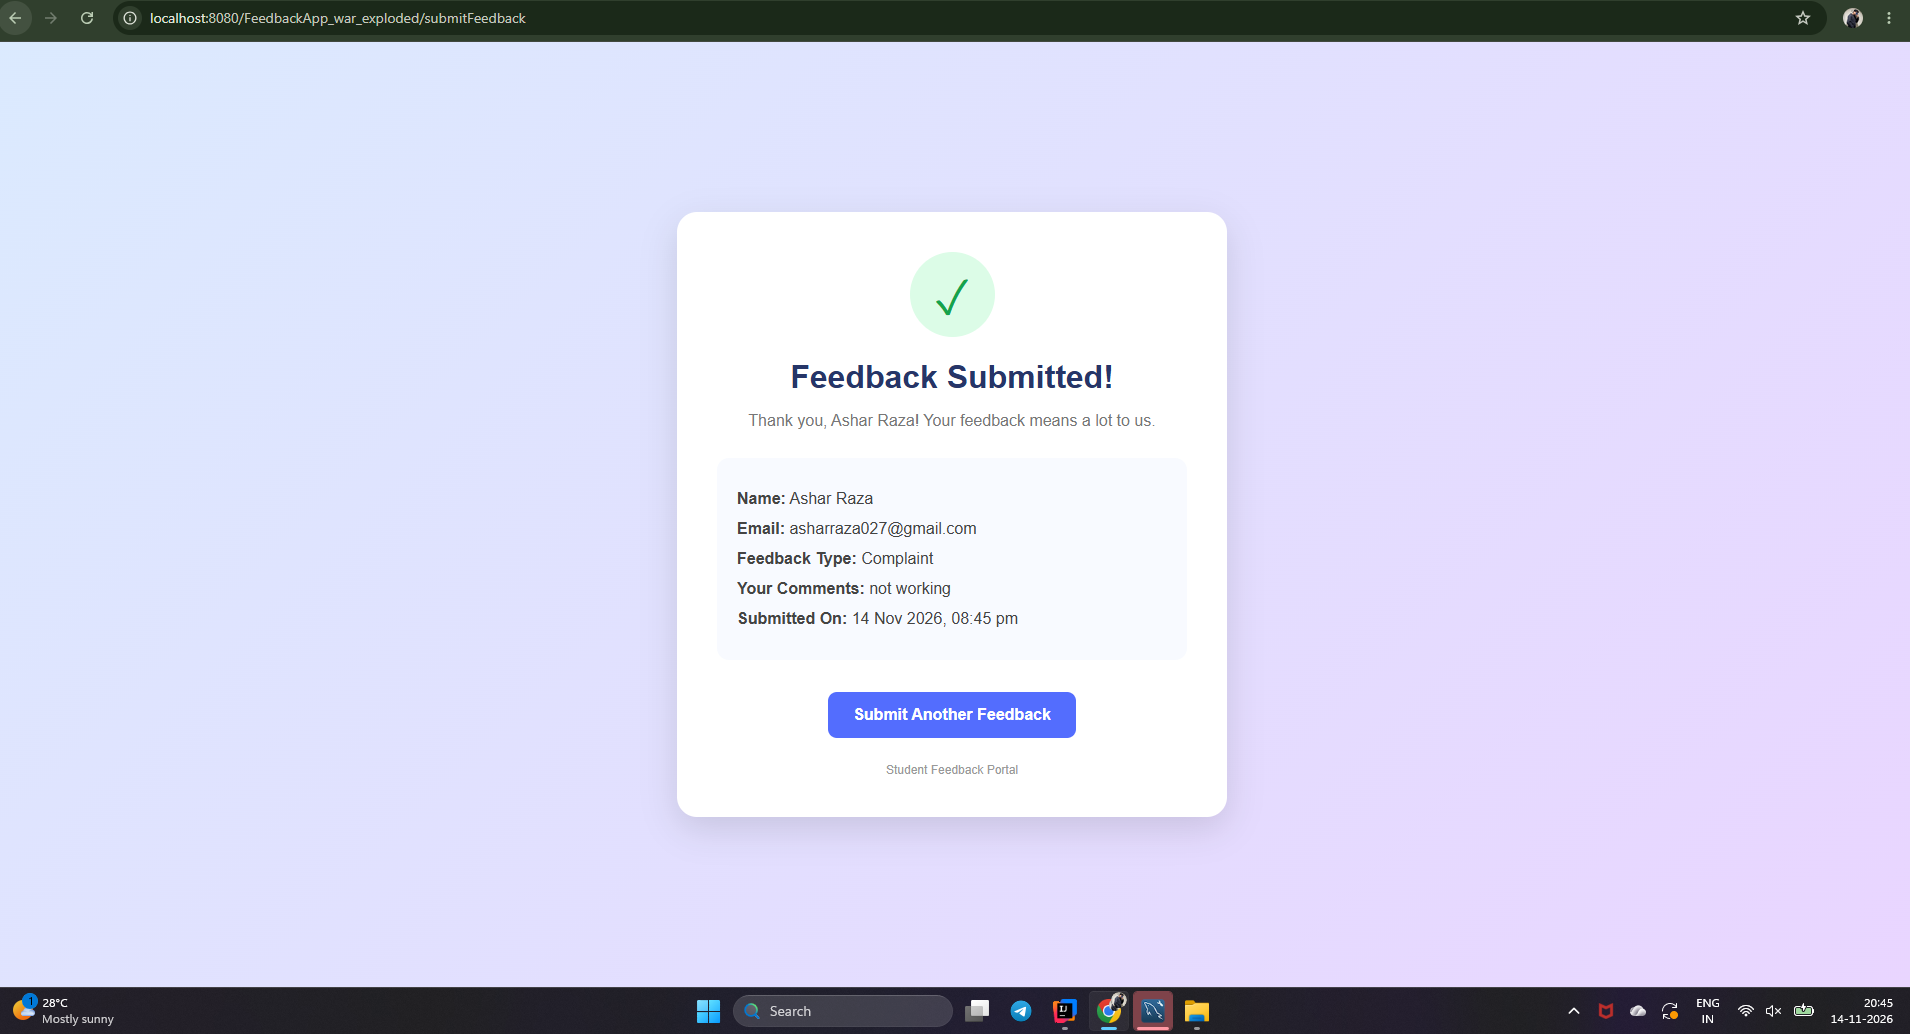 localhost:8080/FeedbackApp_war_exploded/submitFeedback
Feedback Submitted!
Thank you, Ashar Raza! Your feedback means a lot to us.
Name: Ashar Raza
Email: asharraza027@gmail.com
Feedback Type: Complaint
Your Comments: not working
Submitted On: 14 Nov 2026, 08:45 pm
Submit Another Feedback
Student Feedback Portal
1
28°C
Mostly sunny
Search
IJ
ENG
IN
20:45
14-11-2026